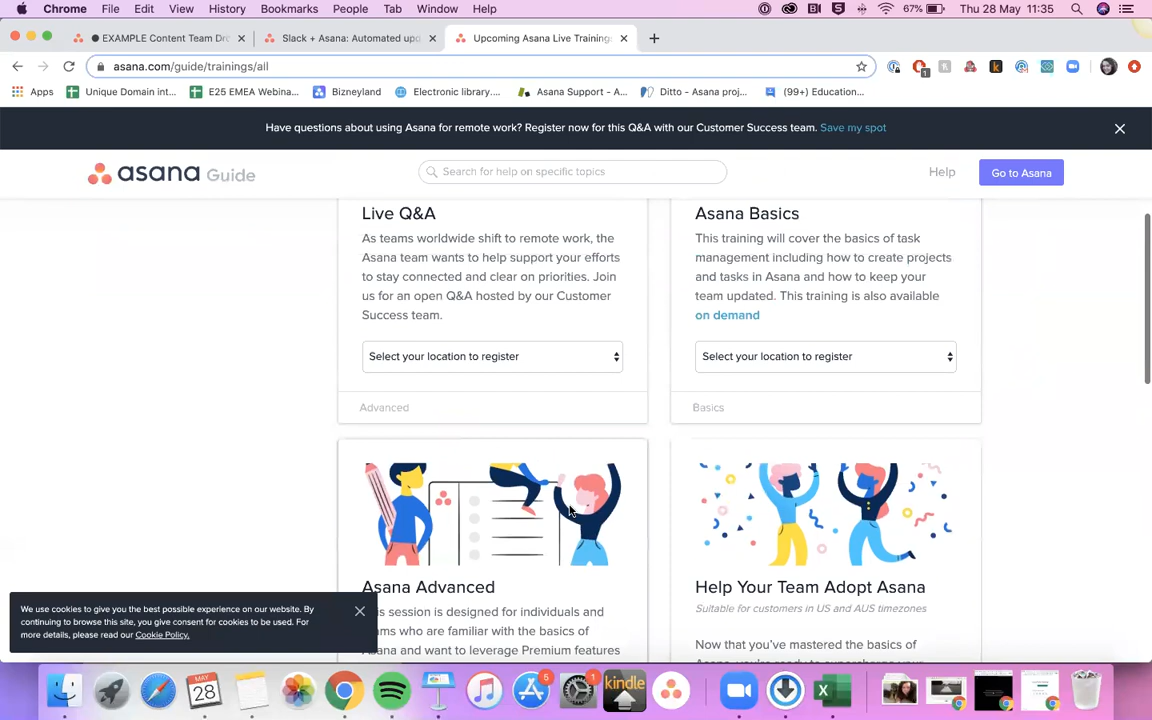 Chrome File Edit View History Bookmarks People Tab Window Help 67% Thu 28 May 11:35
EXAMPLE Content Team Dr Slack + Asana: Automated upd Upcoming Asana Live Training
asana.com/guide/trainings/all
Apps Unique Domain int... E25 EMEA Webina... Bizneyland Electronic library.... Asana Support - A... Ditto - Asana proj... (99+) Education...
Have questions about using Asana for remote work? Register now for this Q&A with our Customer Success team. Save my spot
asana Guide Search for help on specific topics Help Go to Asana
Live Q&A
As teams worldwide shift to remote work, the
Asana team wants to help support your efforts
to stay connected and clear on priorities. Join
us for an open Q&A hosted by our Customer
Success team.
Select your location to register
Advanced
Asana Basics
This training will cover the basics of task
management including how to create projects
and tasks in Asana and how to keep your
team updated. This training is also available
on demand
Select your location to register
Basics
Asana Advanced
is session is designed for individuals and
ms who are familiar with the basics of
Asana and want to leverage Premium features
Help Your Team Adopt Asana
Suitable for customers in US and AUS timezones
Now that you've mastered the basics of
We use cookies to give you the best possible experience on our website. By
continuing to browse this site, you give consent for cookies to be used. For
more details, please read our Cookie Policy.
MAY
28
5
1
kindle